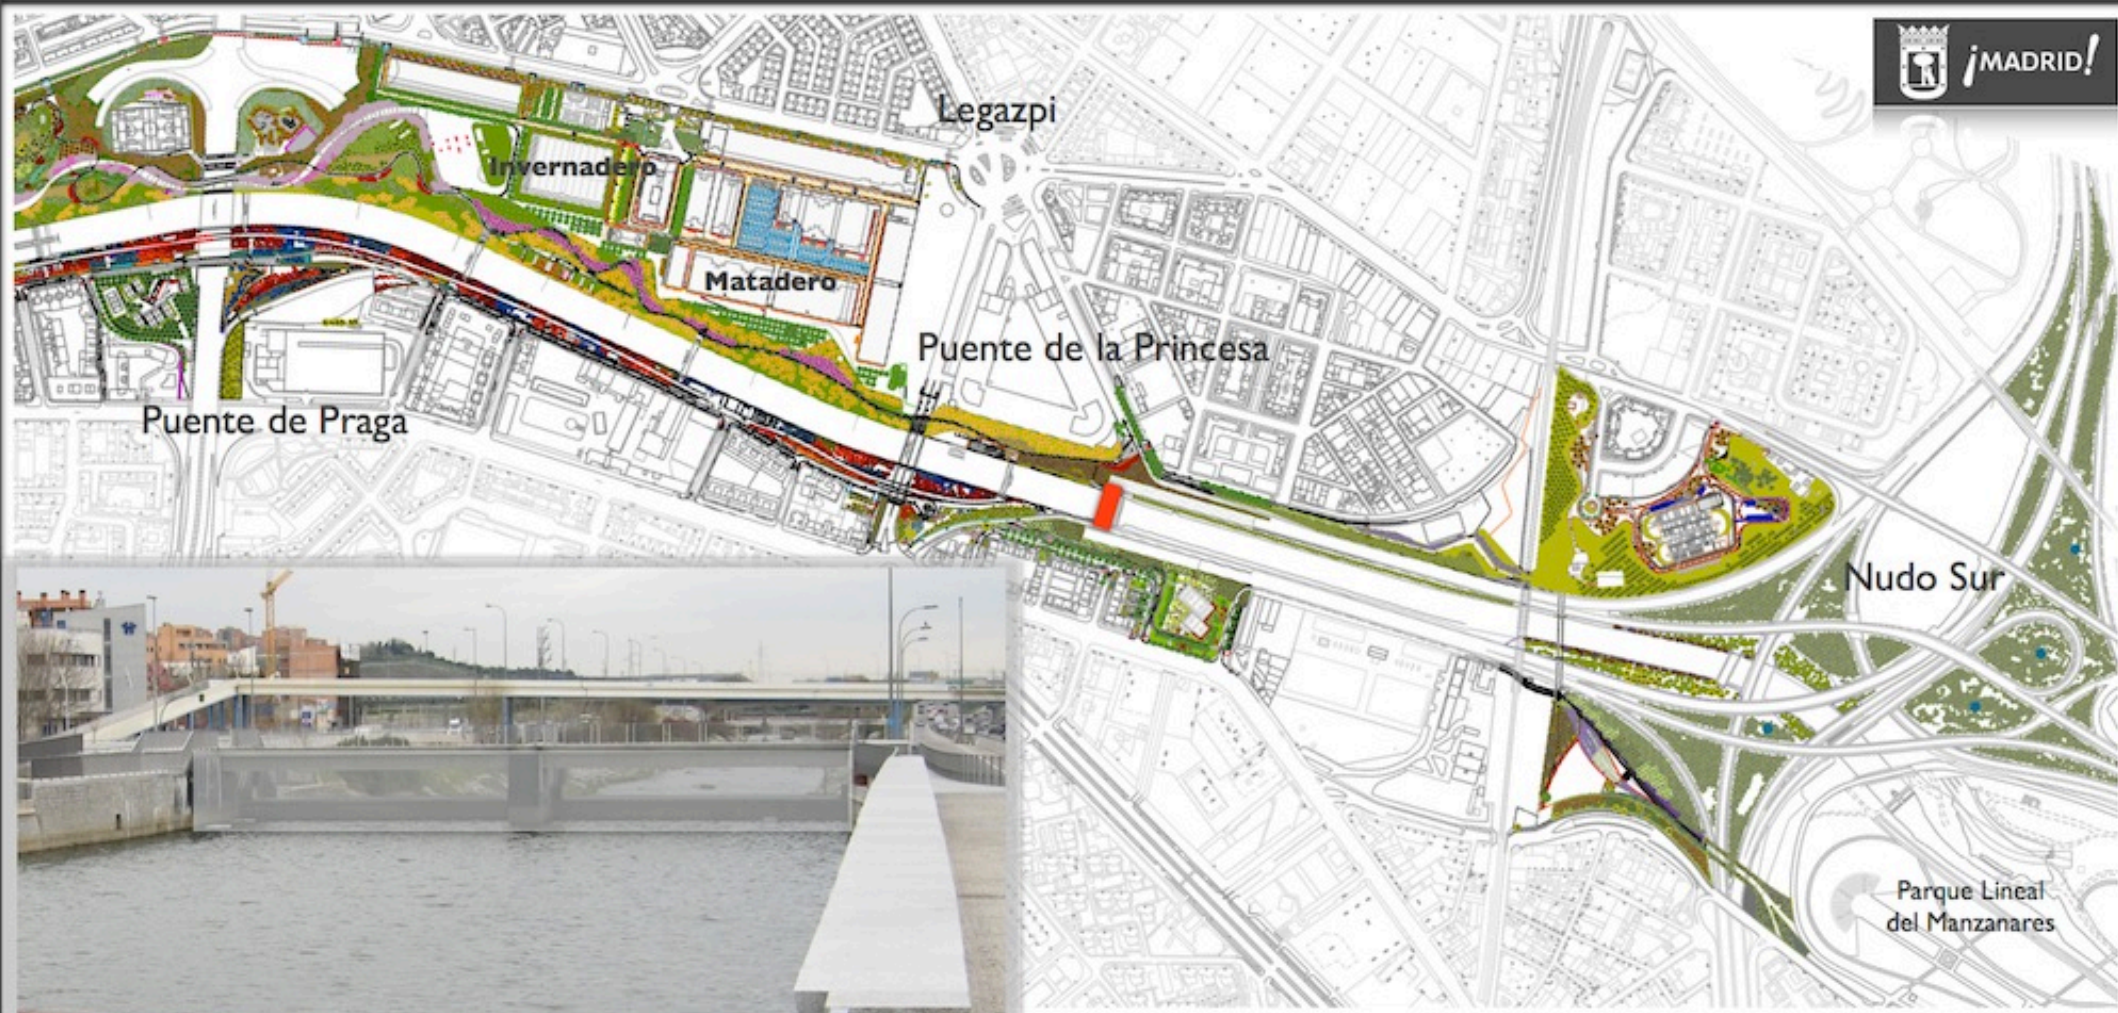 ¡MADRID!
Legazpi
Invernadero
Matadero
Puente de la Princesa
Puente de Praga
Nudo Sur
Parque Lineal
del Manzanares